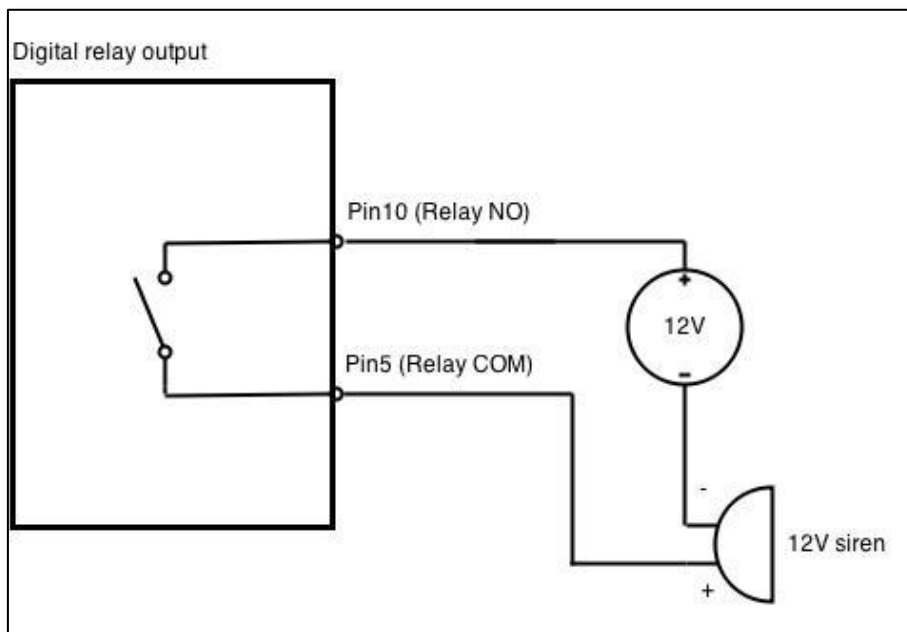 Digital relay output
Pin10 (Relay NO)
+
12V
Pin5 (Relay COM)
-
-
12V siren
+